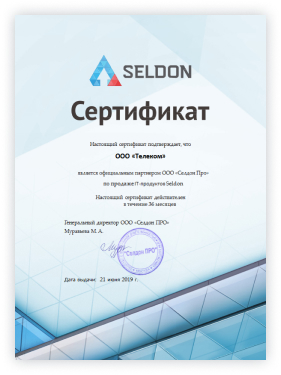 SELDON
Сертификат
Настоящий сертификат подтверждает, что
ООО «Телеком»
является официальным партнером ООО «Селдон Про»
по продаже IT-продуктов Seldon
Настоящий сертификат действителен
в течение 36 месяцев
Генеральный директор ООО «Селдон ПРО»
Муравьева М.А.
"Селдон ПРО"
Дата выдачи: 21 июня 2019 г.